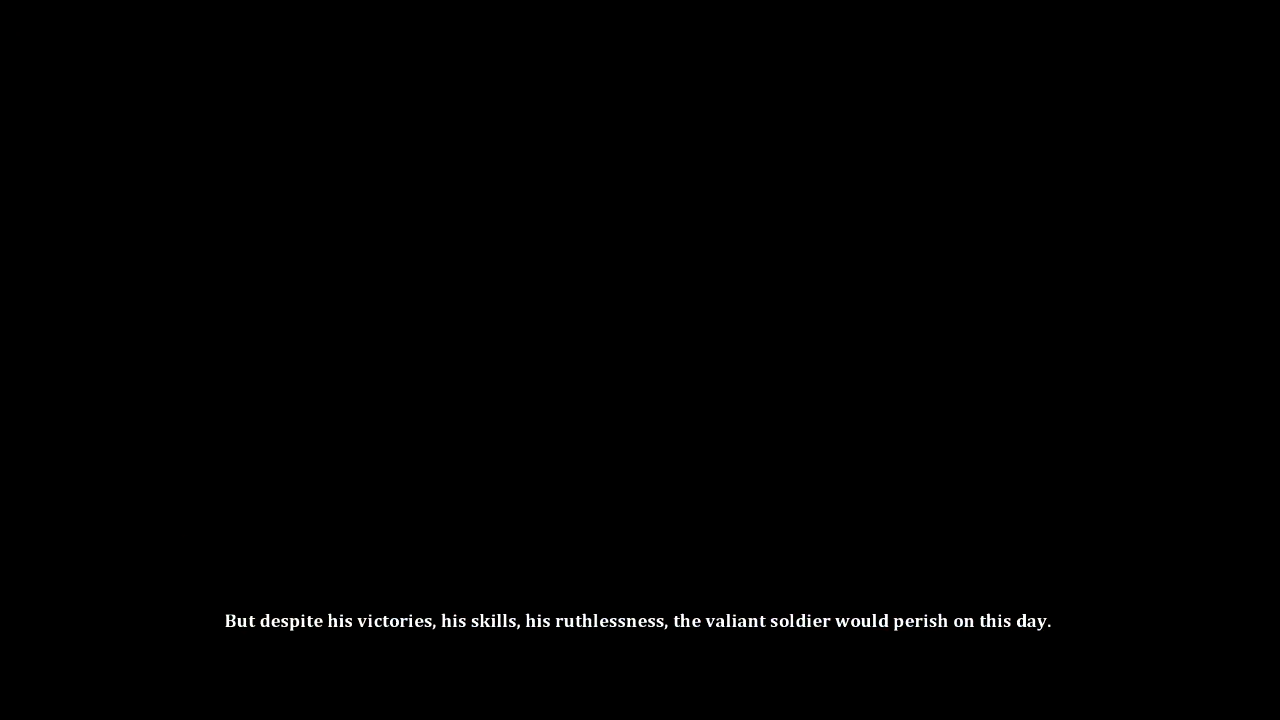 But despite his victories, his skills, his ruthlessness, the valiant soldier would perish on this day.